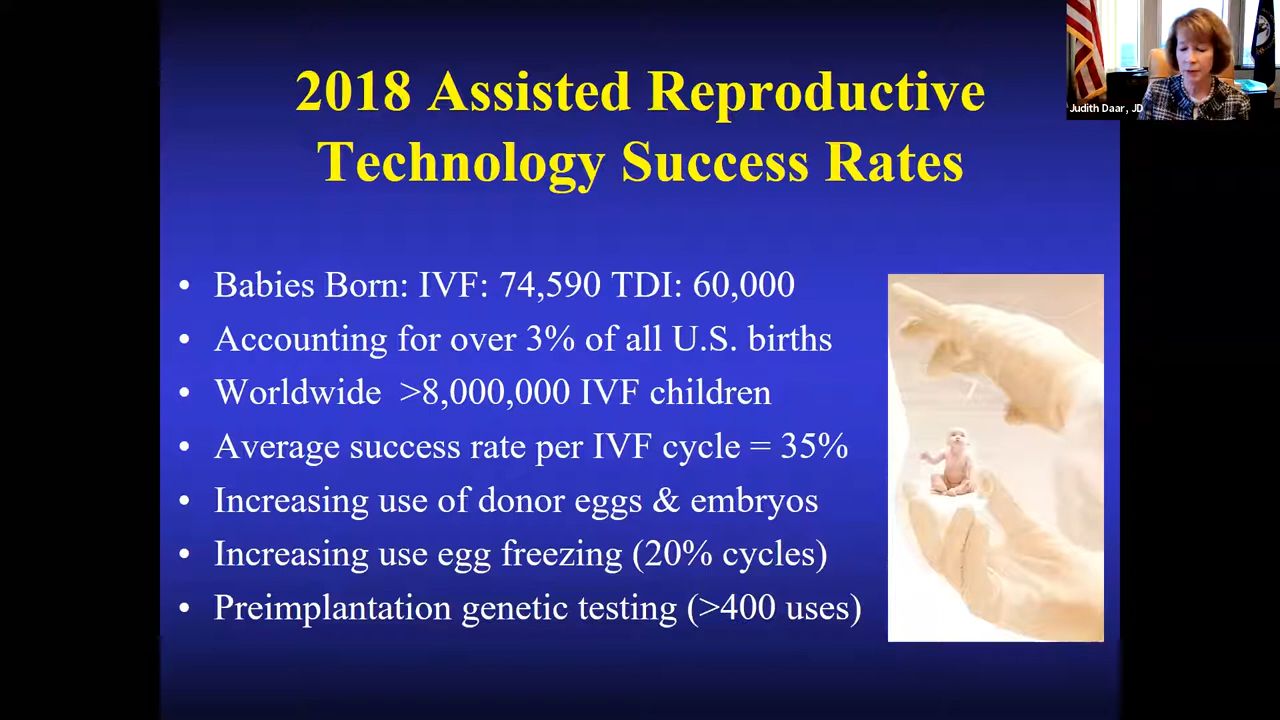 2018 Assisted Reproductive
Technology Success Rates
Judith Daar, JD
• Babies Born: IVF: 74,590 TDI: 60,000
• Accounting for over 3% of all U.S. births
• Worldwide >8,000,000 IVF children
• Average success rate per IVF cycle = 35%
• Increasing use of donor eggs & embryos
• Increasing use egg freezing (20% cycles)
• Preimplantation genetic testing (>400 uses)